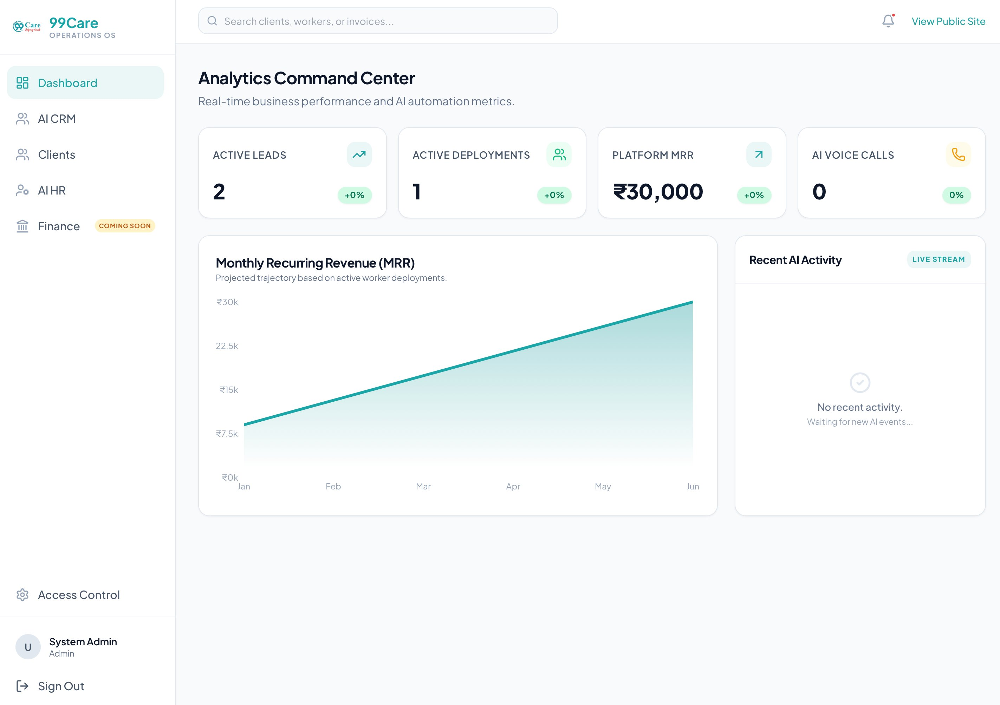 99 Care
Helping hands
99Care
OPERATIONS OS
Search clients, workers, or invoices...
View Public Site
Dashboard
AI CRM
Clients
AI HR
Finance
COMING SOON
Access Control
U
System Admin
Admin
Sign Out
Analytics Command Center
Real-time business performance and AI automation metrics.
ACTIVE LEADS
2
+0%
ACTIVE DEPLOYMENTS
1
+0%
PLATFORM MRR
₹30,000
+0%
AI VOICE CALLS
0
0%
Monthly Recurring Revenue (MRR)
Projected trajectory based on active worker deployments.
₹30k
22.5k
₹15k
₹7.5k
₹0k
Jan Feb Mar Apr May Jun
Recent AI Activity
LIVE STREAM
No recent activity.
Waiting for new AI events...